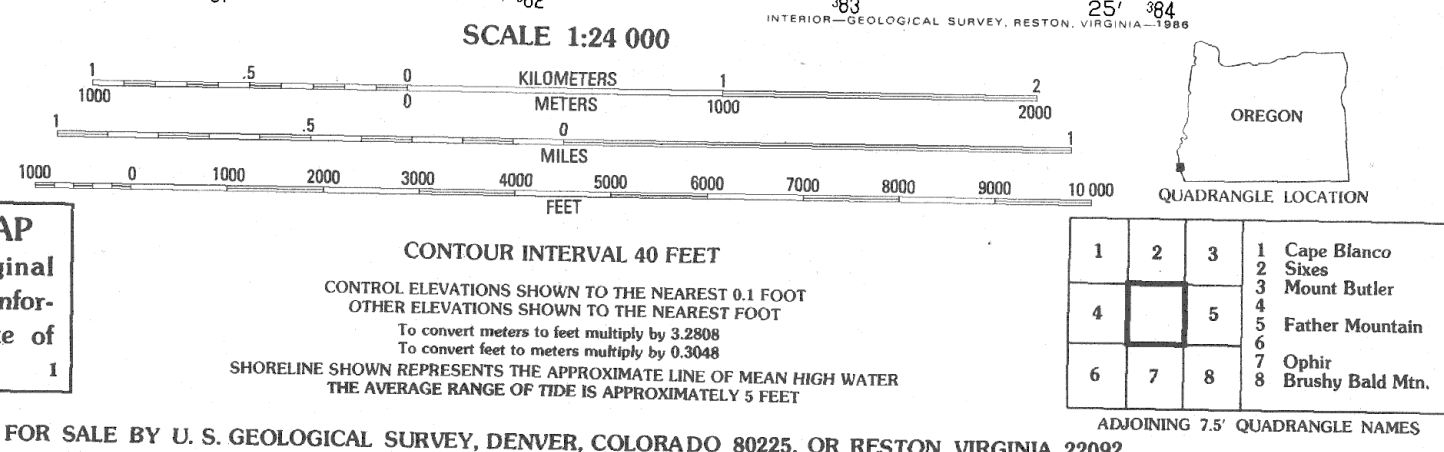 ³83
25′ ³84
INTERIOR—GEOLOGICAL SURVEY, RESTON, VIRGINIA—1986
SCALE 1:24 000
1 .5 0 KILOMETERS 1 2
1000 0 METERS 1000 2000
1 .5 0 1
MILES
1000 0 1000 2000 3000 4000 5000 6000 7000 8000 9000 10 000
FEET
OREGON
QUADRANGLE LOCATION
AP
ginal
nfor-
e of
1
CONTOUR INTERVAL 40 FEET
CONTROL ELEVATIONS SHOWN TO THE NEAREST 0.1 FOOT
OTHER ELEVATIONS SHOWN TO THE NEAREST FOOT
To convert meters to feet multiply by 3.2808
To convert feet to meters multiply by 0.3048
SHORELINE SHOWN REPRESENTS THE APPROXIMATE LINE OF MEAN HIGH WATER
THE AVERAGE RANGE OF TIDE IS APPROXIMATELY 5 FEET
1 2 3
4 5
6 7 8
1 Cape Blanco
2 Sixes
3 Mount Butler
4
5 Father Mountain
6
7 Ophir
8 Brushy Bald Mtn.
ADJOINING 7.5′ QUADRANGLE NAMES
FOR SALE BY U. S. GEOLOGICAL SURVEY, DENVER, COLORADO 80225, OR RESTON VIRGINIA 22092